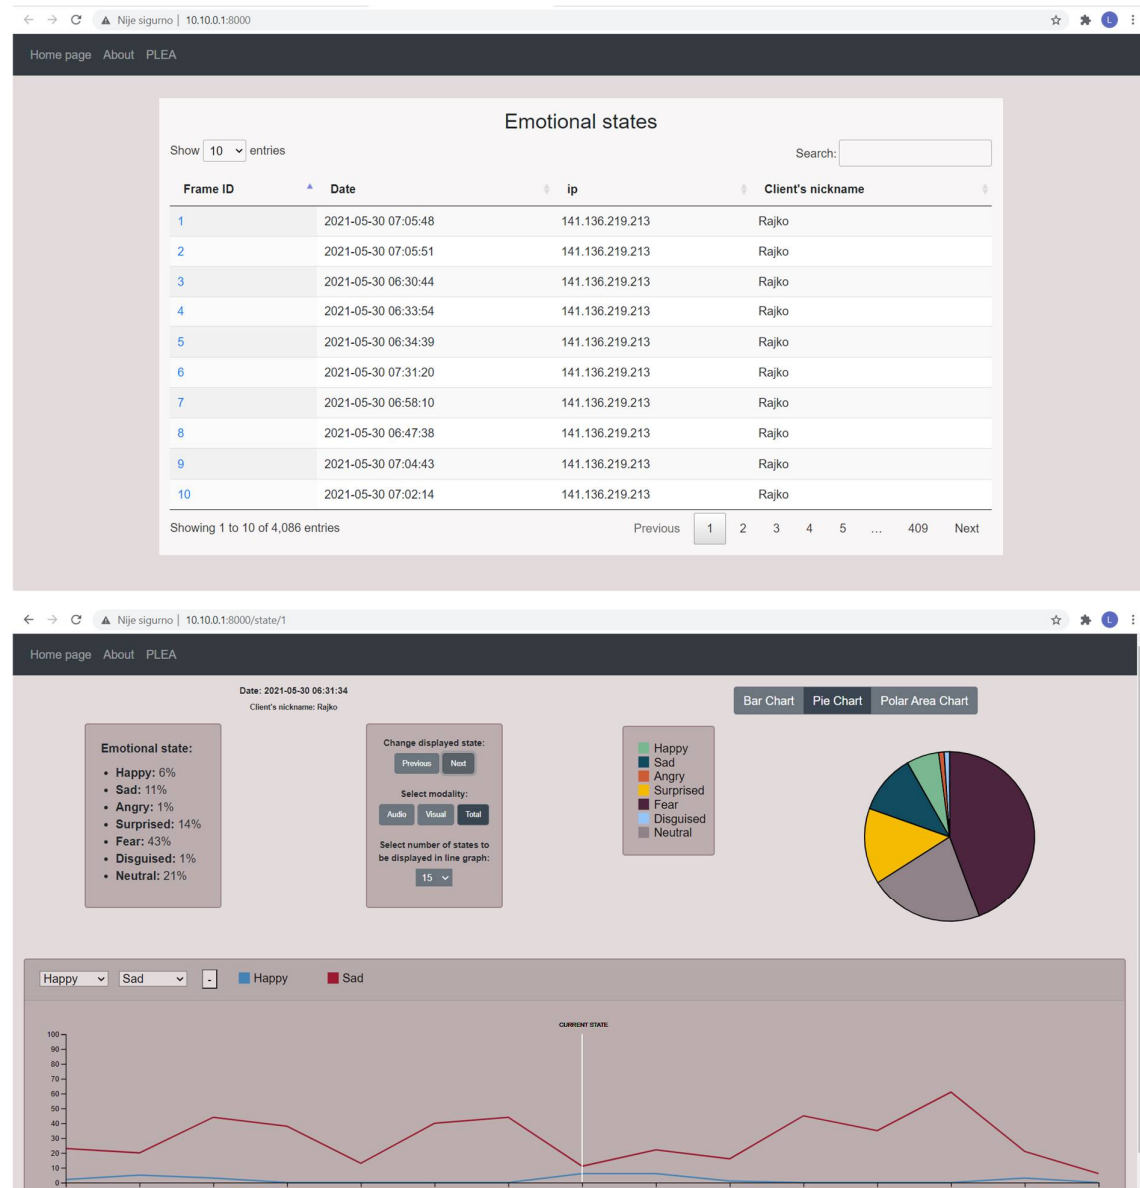 Nije sigurno | 10.10.0.1:8000
L
Home page About PLEA
Emotional states
Show 10 entries
Search:
Frame ID Date ip Client's nickname
1 2021-05-30 07:05:48 141.136.219.213 Rajko
2 2021-05-30 07:05:51 141.136.219.213 Rajko
3 2021-05-30 06:30:44 141.136.219.213 Rajko
4 2021-05-30 06:33:54 141.136.219.213 Rajko
5 2021-05-30 06:34:39 141.136.219.213 Rajko
6 2021-05-30 07:31:20 141.136.219.213 Rajko
7 2021-05-30 06:58:10 141.136.219.213 Rajko
8 2021-05-30 06:47:38 141.136.219.213 Rajko
9 2021-05-30 07:04:43 141.136.219.213 Rajko
10 2021-05-30 07:02:14 141.136.219.213 Rajko
Showing 1 to 10 of 4,086 entries
Previous 1 2 3 4 5 ... 409 Next
Nije sigurno | 10.10.0.1:8000/state/1
L
Home page About PLEA
Date: 2021-05-30 06:31:34
Client's nickname: Rajko
Bar Chart Pie Chart Polar Area Chart
Emotional state:
• Happy: 6%
• Sad: 11%
• Angry: 1%
• Surprised: 14%
• Fear: 43%
• Disguised: 1%
• Neutral: 21%
Change displayed state:
Previous Next
Select modality:
Audio Visual Total
Select number of states to
be displayed in line graph:
15
Happy
Sad
Angry
Surprised
Fear
Disguised
Neutral
Happy Sad - Happy Sad
CURRENT STATE
100
90
80
70
60
50
40
30
20
10
0